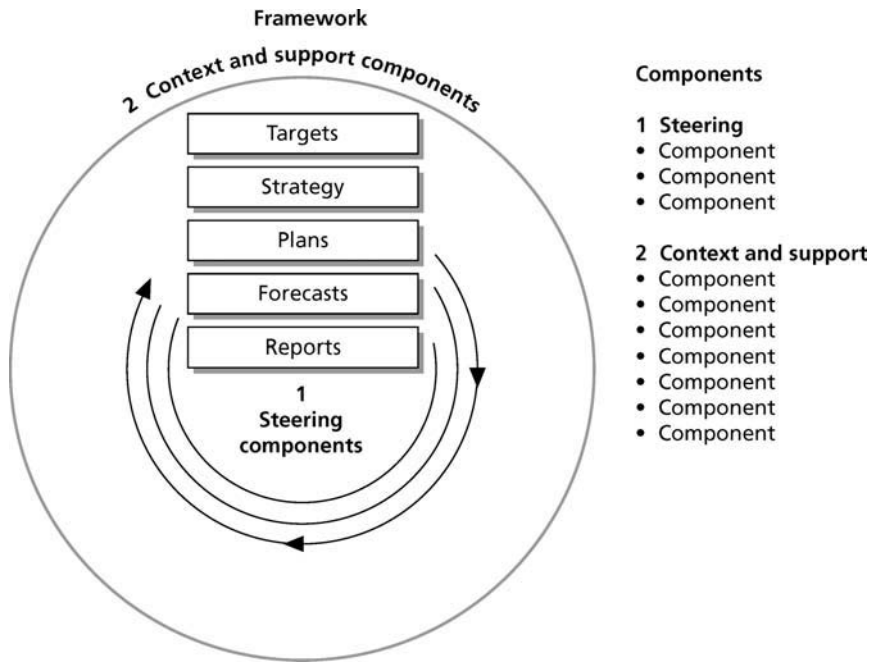 Framework
2 Context and support components
Targets
Strategy
Plans
Forecasts
Reports
1
Steering
components
Components
1 Steering
• Component
• Component
• Component
2 Context and support
• Component
• Component
• Component
• Component
• Component
• Component
• Component